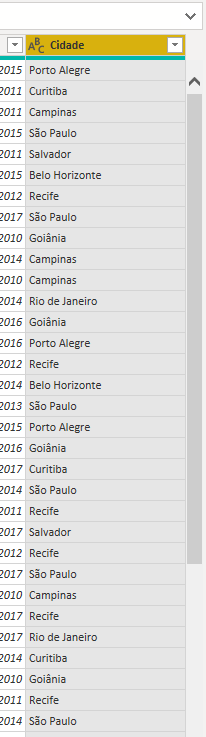 ABC Cidade
2015 Porto Alegre
2011 Curitiba
2011 Campinas
2015 São Paulo
2011 Salvador
2015 Belo Horizonte
2012 Recife
2017 São Paulo
2010 Goiânia
2014 Campinas
2010 Campinas
2014 Rio de Janeiro
2016 Goiânia
2016 Porto Alegre
2012 Recife
2014 Belo Horizonte
2013 São Paulo
2015 Porto Alegre
2016 Goiânia
2017 Curitiba
2014 São Paulo
2011 Recife
2017 Salvador
2012 Recife
2017 São Paulo
2010 Campinas
2017 Recife
2017 Rio de Janeiro
2014 Curitiba
2010 Goiânia
2011 Recife
2014 São Paulo